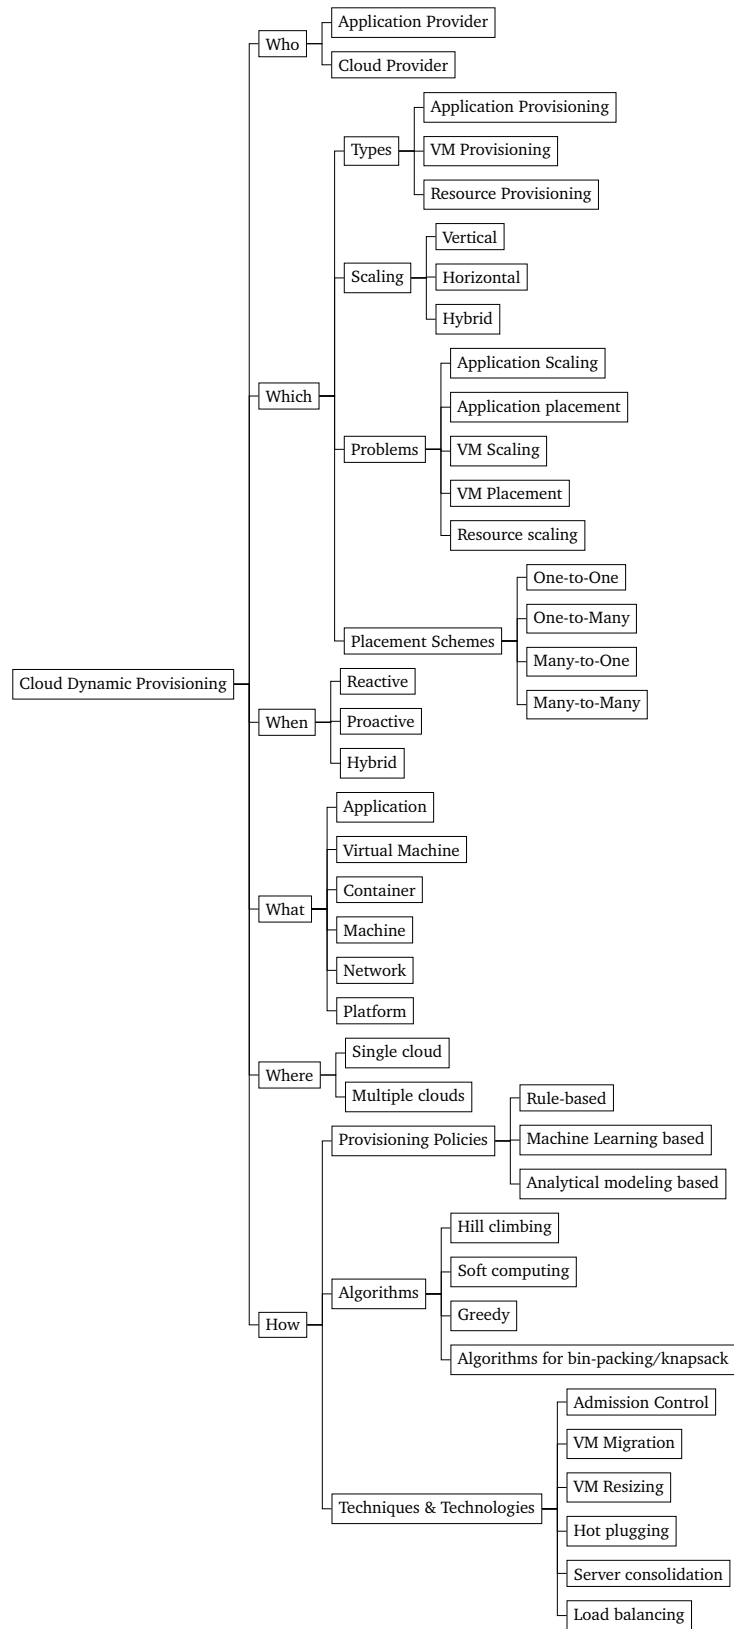 Cloud Dynamic Provisioning
Who
Application Provider
Cloud Provider
Which
Types
Application Provisioning
VM Provisioning
Resource Provisioning
Scaling
Vertical
Horizontal
Hybrid
Problems
Application Scaling
Application placement
VM Scaling
VM Placement
Resource scaling
Placement Schemes
One-to-One
One-to-Many
Many-to-One
Many-to-Many
When
Reactive
Proactive
Hybrid
What
Application
Virtual Machine
Container
Machine
Network
Platform
Where
Single cloud
Multiple clouds
How
Provisioning Policies
Rule-based
Machine Learning based
Analytical modeling based
Algorithms
Hill climbing
Soft computing
Greedy
Algorithms for bin-packing/knapsack
Techniques & Technologies
Admission Control
VM Migration
VM Resizing
Hot plugging
Server consolidation
Load balancing